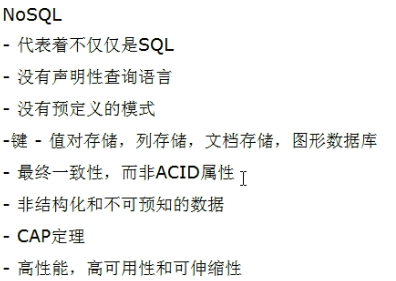 NoSQL
- 代表着不仅仅是SQL
- 没有声明性查询语言
- 没有预定义的模式
-键 - 值对存储，列存储，文档存储，图形数据库
- 最终一致性，而非ACID属性
- 非结构化和不可预知的数据
- CAP定理
- 高性能，高可用性和可伸缩性